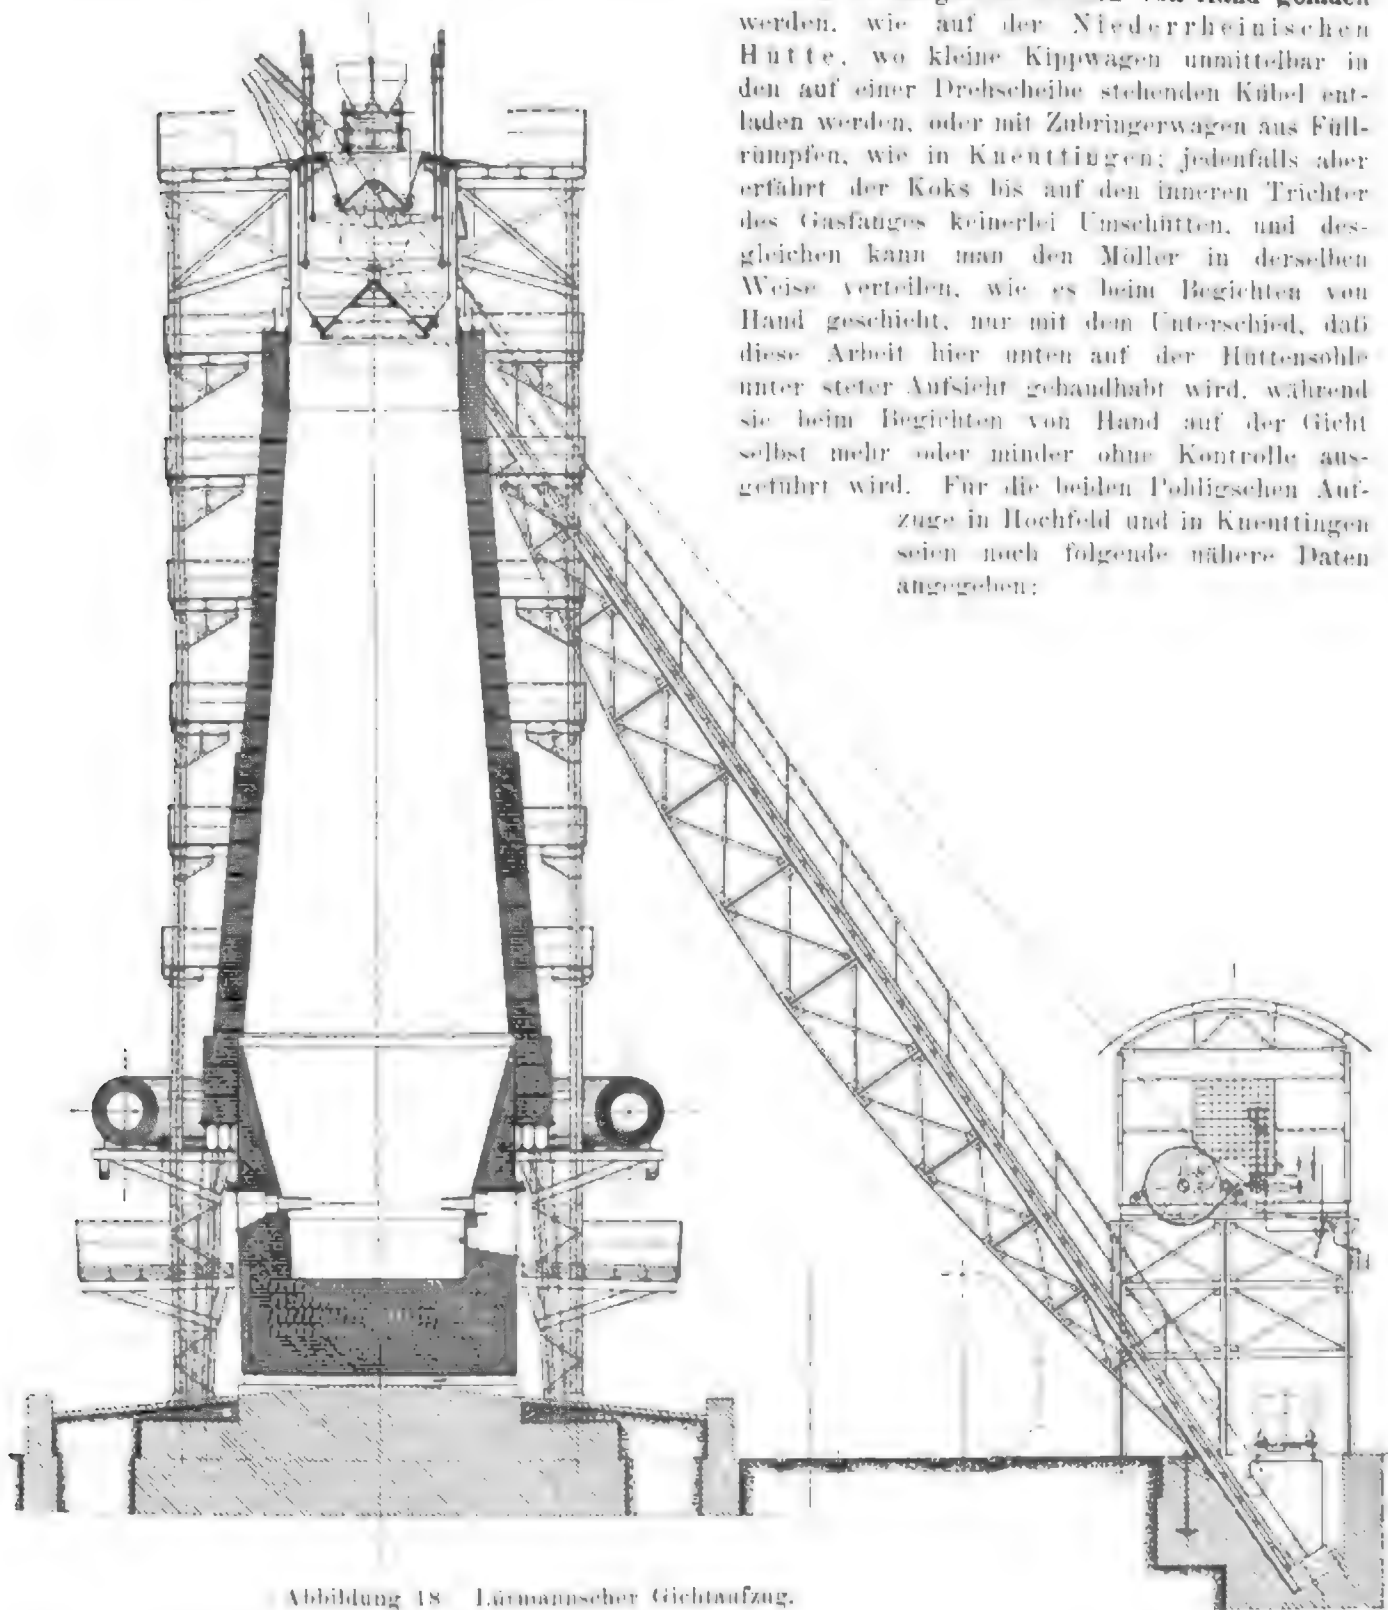 von Hand geladen
werden, wie auf der Niederrheinischen
Hütte, wo kleine Kippwagen unmittelbar in
den auf einer Drehscheibe stehenden Kübel ent-
laden werden, oder mit Zubringerwagen aus Füll-
rümpfen, wie in Knenttingen; jedenfalls aber
erfährt der Koks bis auf den inneren Trichter
des Gasfanges keinerlei Umschütten, und des-
gleichen kann man den Möller in derselben
Weise verteilen, wie es beim Begichten von
Hand geschieht, nur mit dem Unterschied, daß
diese Arbeit hier unten auf der Hüttensohle
unter steter Aufsicht gehandhabt wird, während
sie beim Begichten von Hand auf der Gicht
selbst mehr oder minder ohne Kontrolle aus-
geführt wird. Für die beiden Pohligschen Auf-
züge in Hochfeld und in Knenttingen
seien noch folgende nähere Daten
angegeben:
Abbildung 18 Lürmannscher Gichtaufzug.